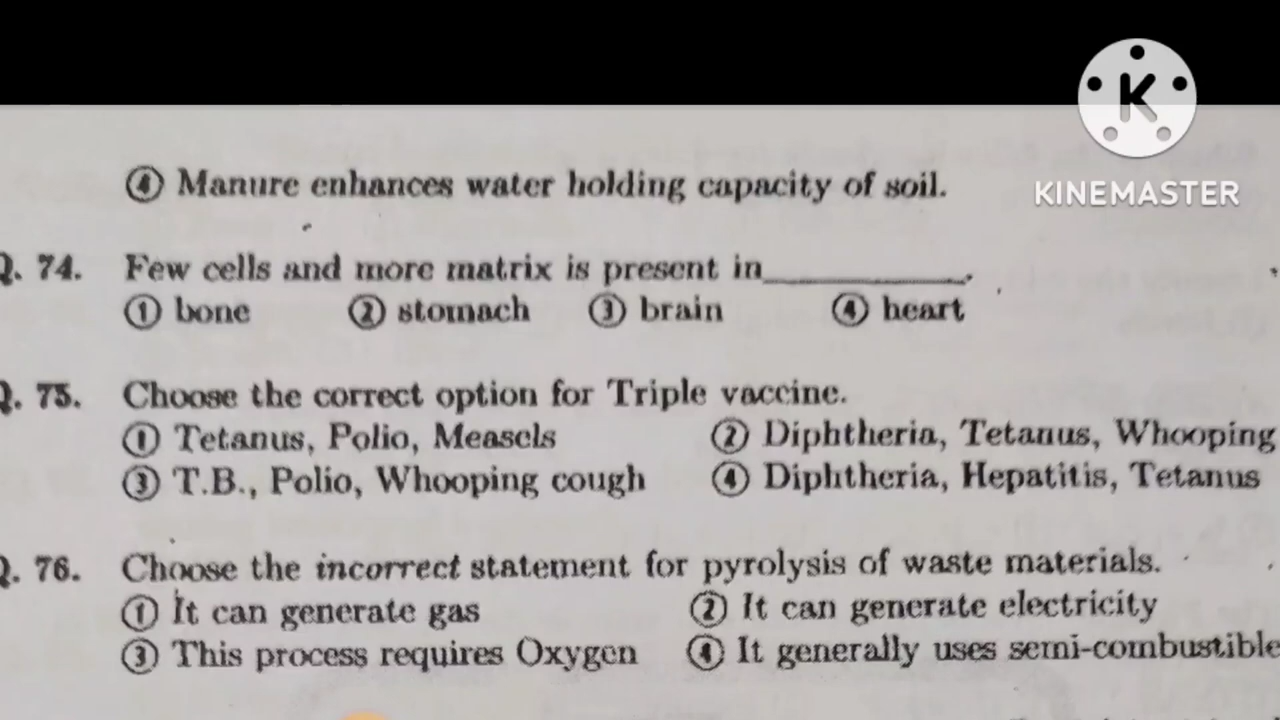 KINEMASTER
④ Manure enhances water holding capacity of soil.
Q. 74. Few cells and more matrix is present in__________.
① bone ② stomach ③ brain ④ heart
Q. 75. Choose the correct option for Triple vaccine.
① Tetanus, Polio, Measels ② Diphtheria, Tetanus, Whooping
③ T.B., Polio, Whooping cough ④ Diphtheria, Hepatitis, Tetanus
Q. 76. Choose the incorrect statement for pyrolysis of waste materials.
① It can generate gas ② It can generate electricity
③ This process requires Oxygen ④ It generally uses semi-combustible